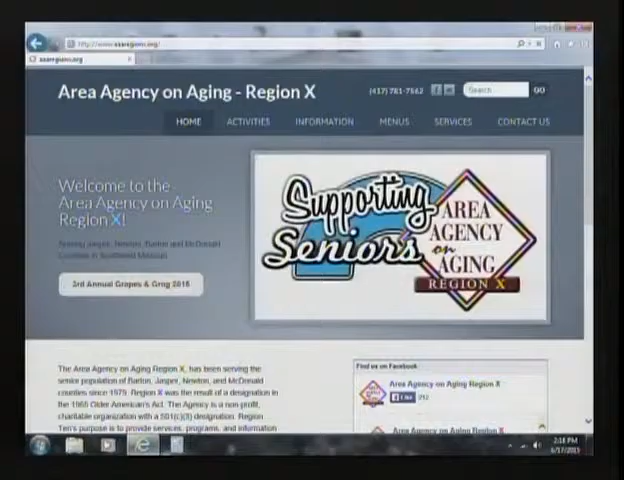 http://www.aaaregionx.org/
aaaregionx.org
Area Agency on Aging - Region X
(417) 781-7562
Search...
GO
HOME
ACTIVITIES
INFORMATION
MENUS
SERVICES
CONTACT US
Welcome to the
Area Agency on Aging
Region X!
Serving Jasper, Newton, Barton and McDonald
Counties in Southwest Missouri
3rd Annual Grapes & Grog 2015
Supporting
Seniors
AREA
AGENCY
on
AGING
REGION X
The Area Agency on Aging Region X, has been serving the
senior population of Barton, Jasper, Newton, and McDonald
counties since 1973. Region X was the result of a designation in
the 1965 Older American's Act. The Agency is a non profit,
charitable organization with a 501(c)(3) designation. Region
Ten's purpose is to provide services, programs, and information
Find us on Facebook
Area Agency on Aging Region X
Like
Area Agency on Aging Region X
2:18 PM